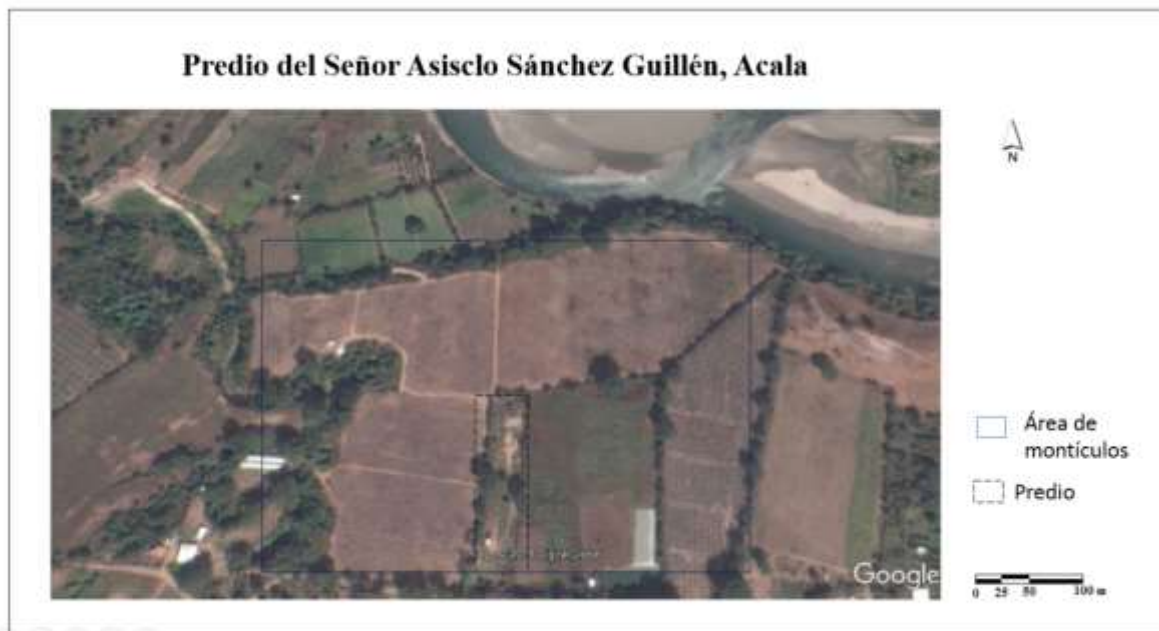 Predio del Señor Asisclo Sánchez Guillén, Acala
N
Área de
montículos
Predio
Google
0 25 50 100 m